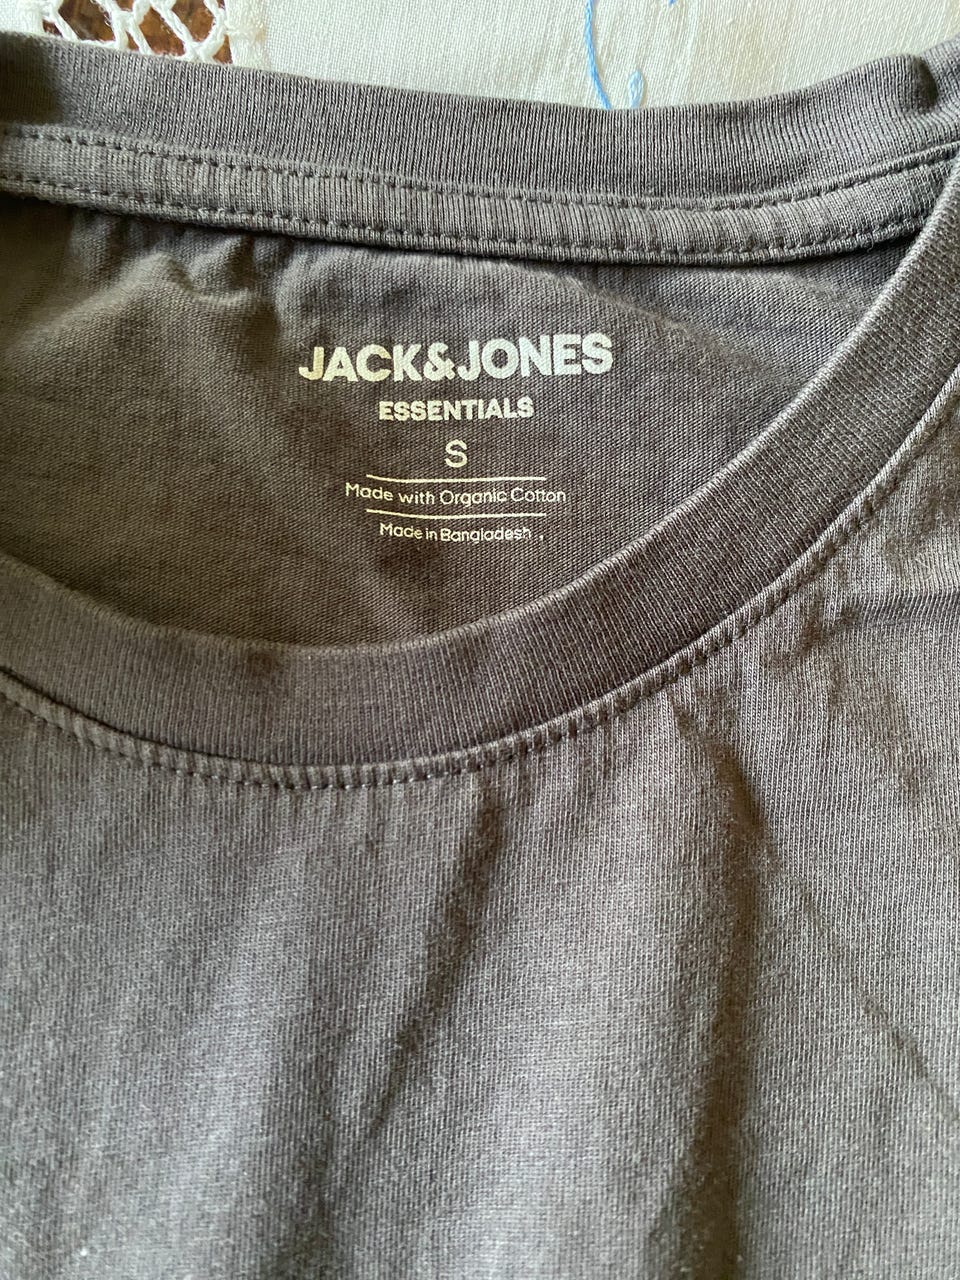 JACK&JONES
ESSENTIALS
S
Made with Organic Cotton
Made in Bangladesh .